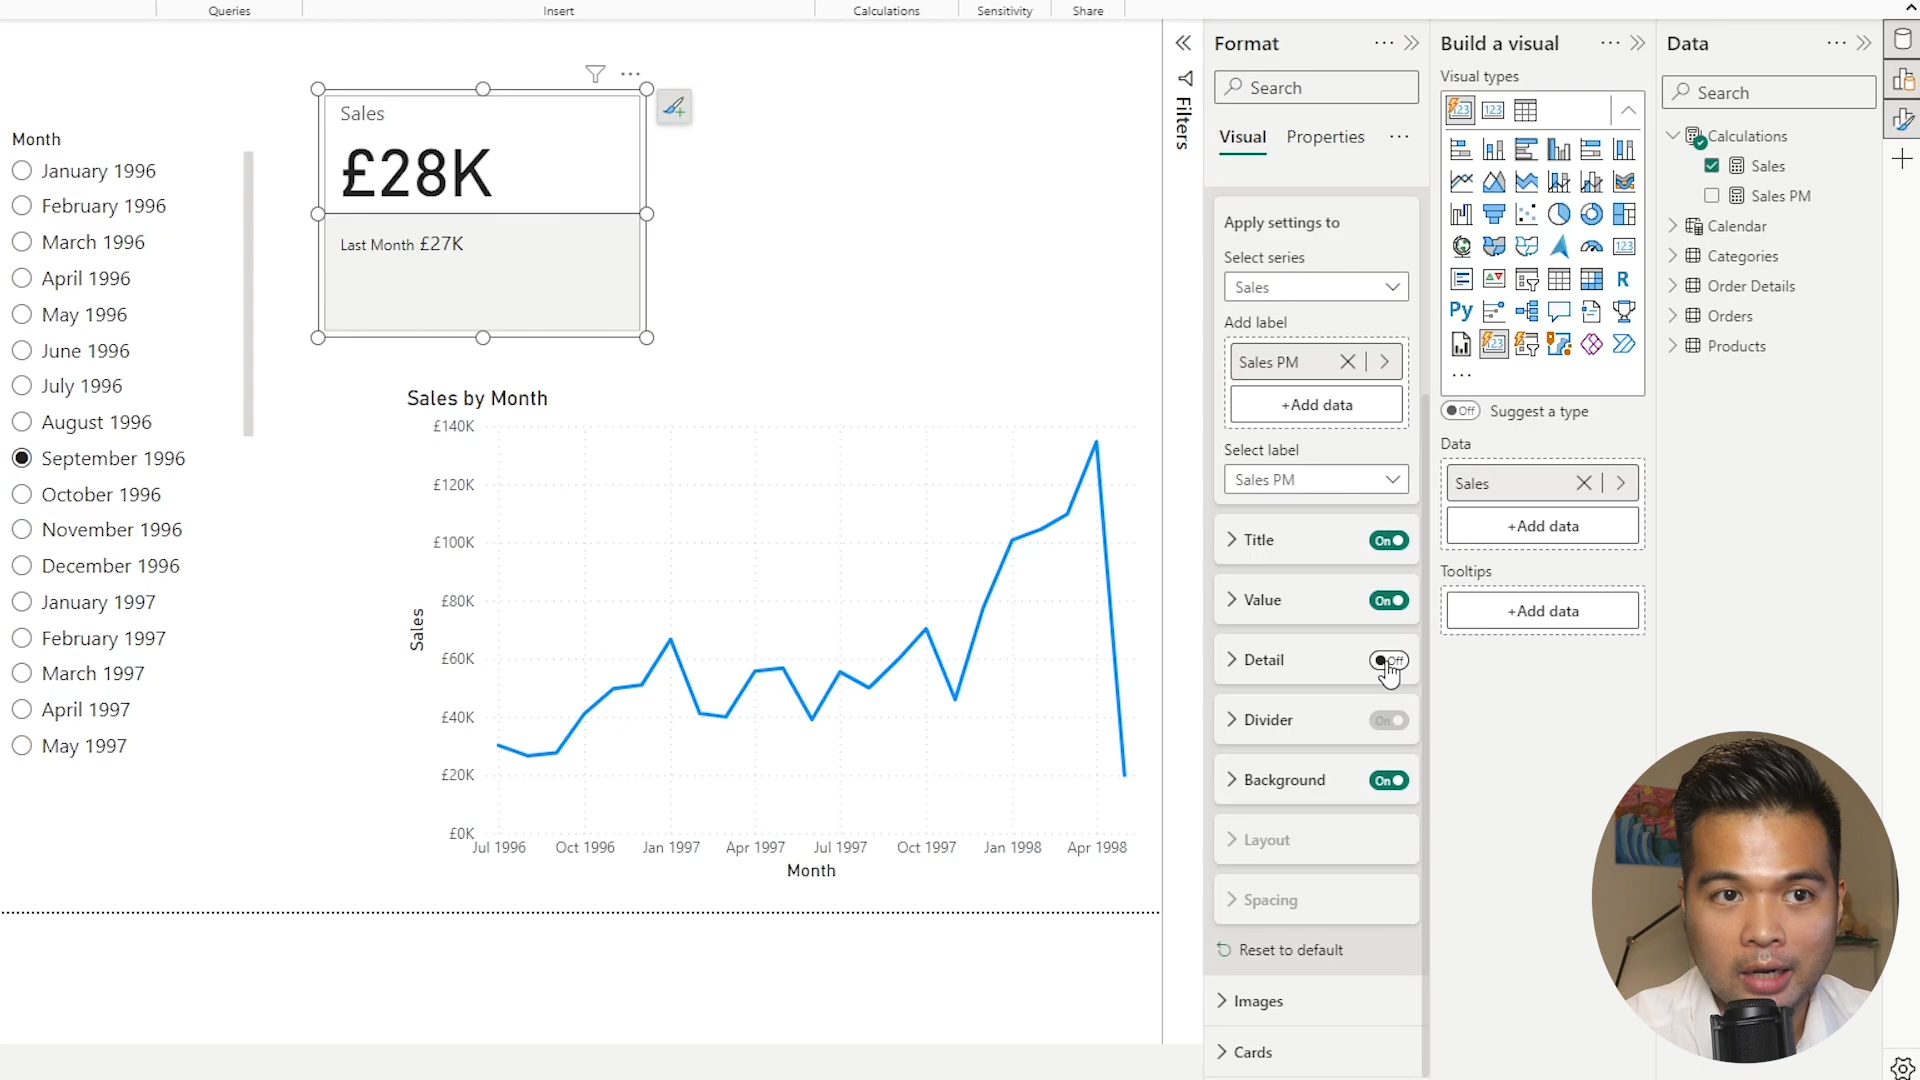 Queries
Insert
Calculations
Sensitivity
Share
Month
January 1996
February 1996
March 1996
April 1996
May 1996
June 1996
July 1996
August 1996
September 1996
October 1996
November 1996
December 1996
January 1997
February 1997
March 1997
April 1997
May 1997
Sales
£28K
Last Month £27K
Sales by Month
£140K
£120K
£100K
£80K
£60K
£40K
£20K
£0K
Sales
Jul 1996
Oct 1996
Jan 1997
Apr 1997
Jul 1997
Oct 1997
Jan 1998
Apr 1998
Month
Filters
Format
Search
Visual
Properties
Apply settings to
Select series
Sales
Add label
Sales PM
+Add data
Select label
Sales PM
Title
On
Value
On
Detail
Off
Divider
On
Background
On
Layout
Spacing
Reset to default
Images
Cards
Build a visual
Visual types
123
123
123
R
Py
123
Off
Suggest a type
Data
Sales
+Add data
Tooltips
+Add data
Data
Search
Calculations
Sales
Sales PM
Calendar
Categories
Order Details
Orders
Products